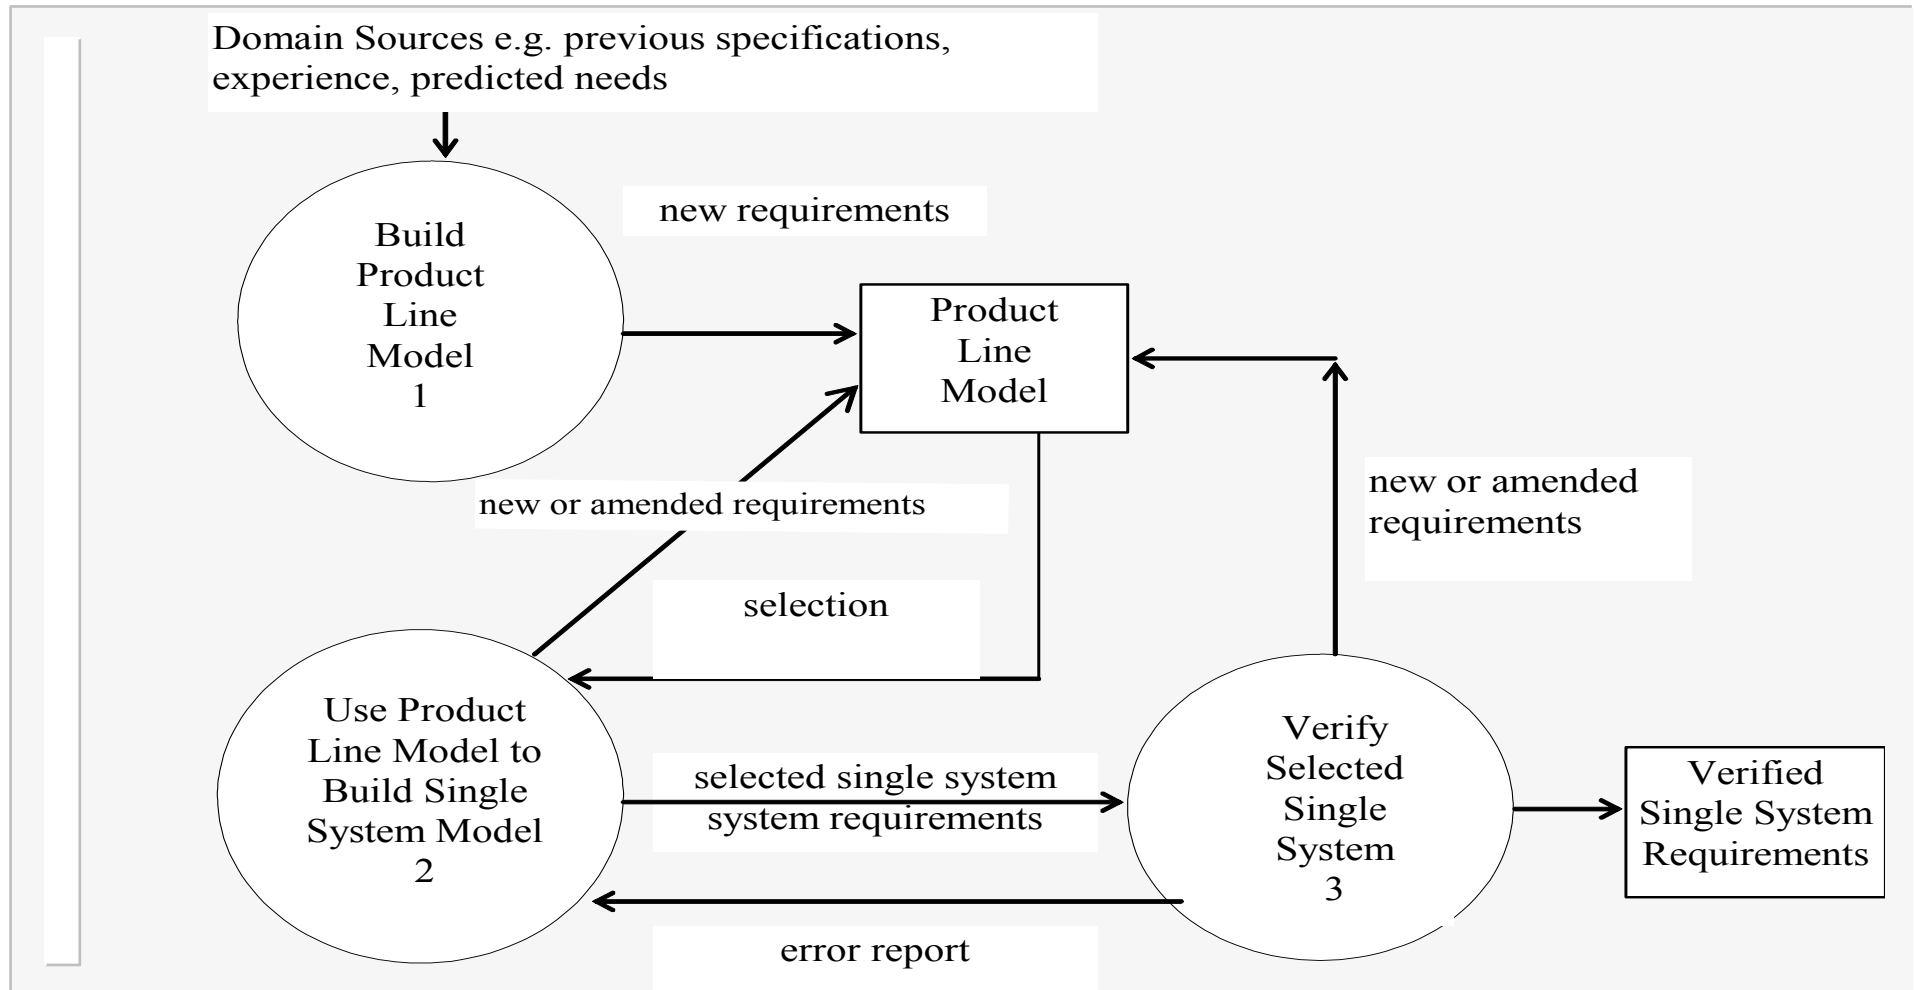 Domain Sources e.g. previous specifications,
experience, predicted needs
new requirements
Build
Product
Line
Model
1
Product
Line
Model
new or amended requirements
new or amended
requirements
selection
Use Product
Line Model to
Build Single
System Model
2
selected single system
system requirements
Verify
Selected
Single
System
3
Verified
Single System
Requirements
error report